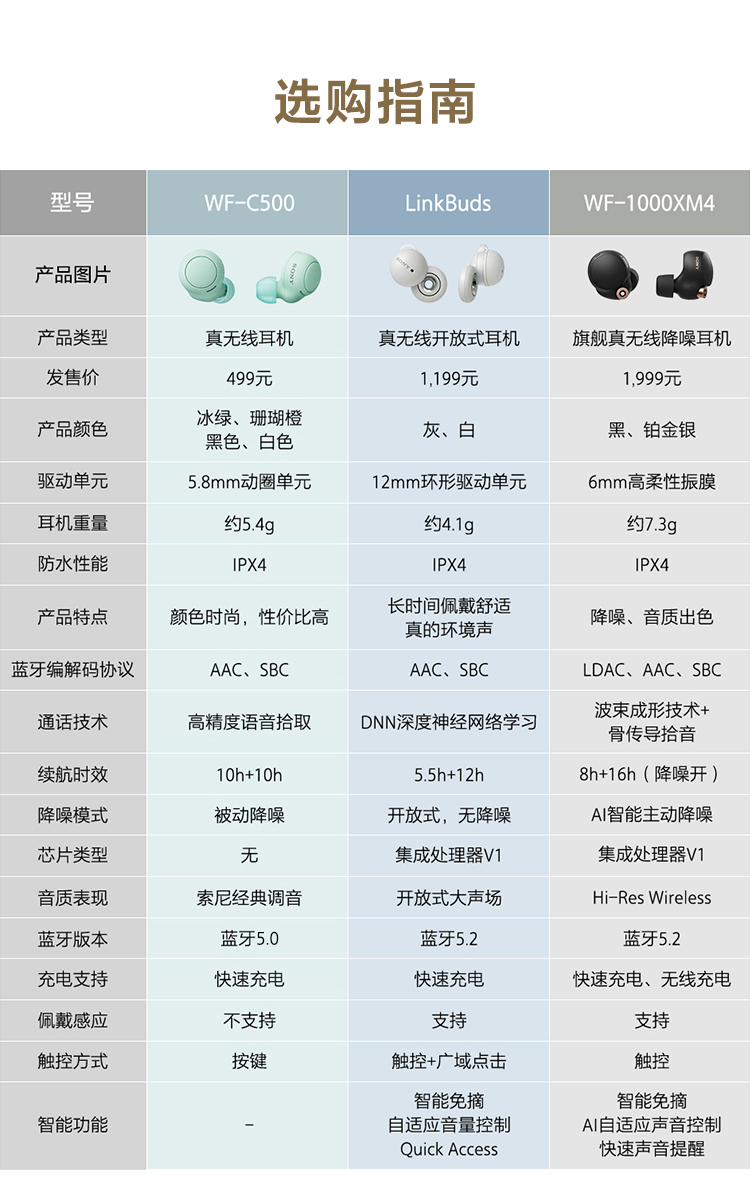 选购指南
型号 WF-C500 LinkBuds WF-1000XM4
产品图片
SONY SONY SONY
产品类型 真无线耳机 真无线开放式耳机 旗舰真无线降噪耳机
发售价 499元 1,199元 1,999元
产品颜色 冰绿、珊瑚橙 灰、白 黑、铂金银
黑色、白色
驱动单元 5.8mm动圈单元 12mm环形驱动单元 6mm高柔性振膜
耳机重量 约5.4g 约4.1g 约7.3g
防水性能 IPX4 IPX4 IPX4
产品特点 颜色时尚，性价比高 长时间佩戴舒适 降噪、音质出色
真的环境声
蓝牙编解码协议 AAC、SBC AAC、SBC LDAC、AAC、SBC
通话技术 高精度语音拾取 DNN深度神经网络学习 波束成形技术+
骨传导拾音
续航时效 10h+10h 5.5h+12h 8h+16h（降噪开）
降噪模式 被动降噪 开放式，无降噪 AI智能主动降噪
芯片类型 无 集成处理器V1 集成处理器V1
音质表现 索尼经典调音 开放式大声场 Hi-Res Wireless
蓝牙版本 蓝牙5.0 蓝牙5.2 蓝牙5.2
充电支持 快速充电 快速充电 快速充电、无线充电
佩戴感应 不支持 支持 支持
触控方式 按键 触控+广域点击 触控
智能功能 - 智能免摘 智能免摘
自适应音量控制 AI自适应声音控制
Quick Access 快速声音提醒